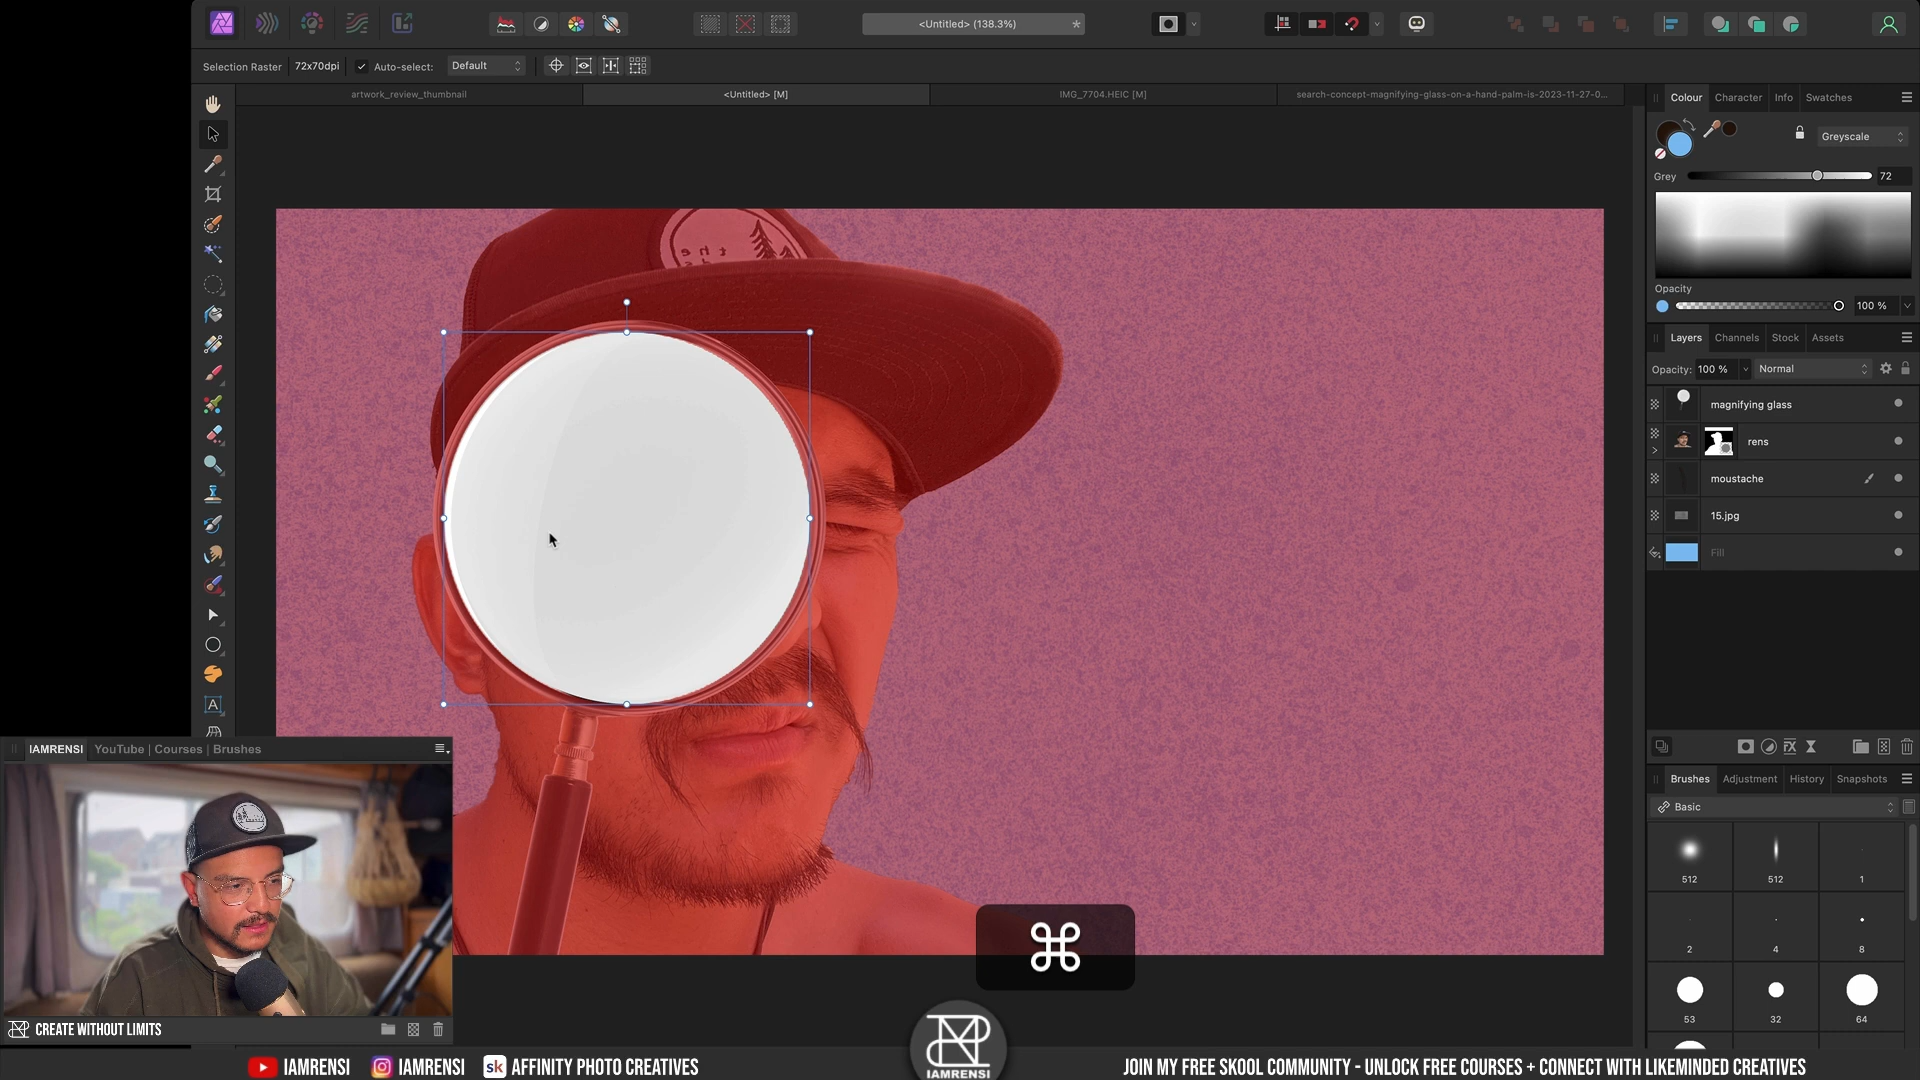 <Untitled> (138.3%)
*
Selection Raster
72x70dpi
Auto-select:
Default
artwork_review_thumbnail
<Untitled> [M]
IMG_7704.HEIC [M]
search-concept-magnifying-glass-on-a-hand-palm-is-2023-11-27-0...
Colour
Character
Info
Swatches
Greyscale
Grey
72
Opacity
100 %
Layers
Channels
Stock
Assets
Opacity:
100 %
Normal
magnifying glass
rens
moustache
15.jpg
Fill
FX
Brushes
Adjustment
History
Snapshots
Basic
512
512
1
2
4
8
53
32
64
A
IAMRENSI
YouTube | Courses | Brushes
⌘
CREATE WITHOUT LIMITS
IAMRENSI
IAMRENSI
sk
AFFINITY PHOTO CREATIVES
IAMRENSI
JOIN MY FREE SKOOL COMMUNITY - UNLOCK FREE COURSES + CONNECT WITH LIKEMINDED CREATIVES